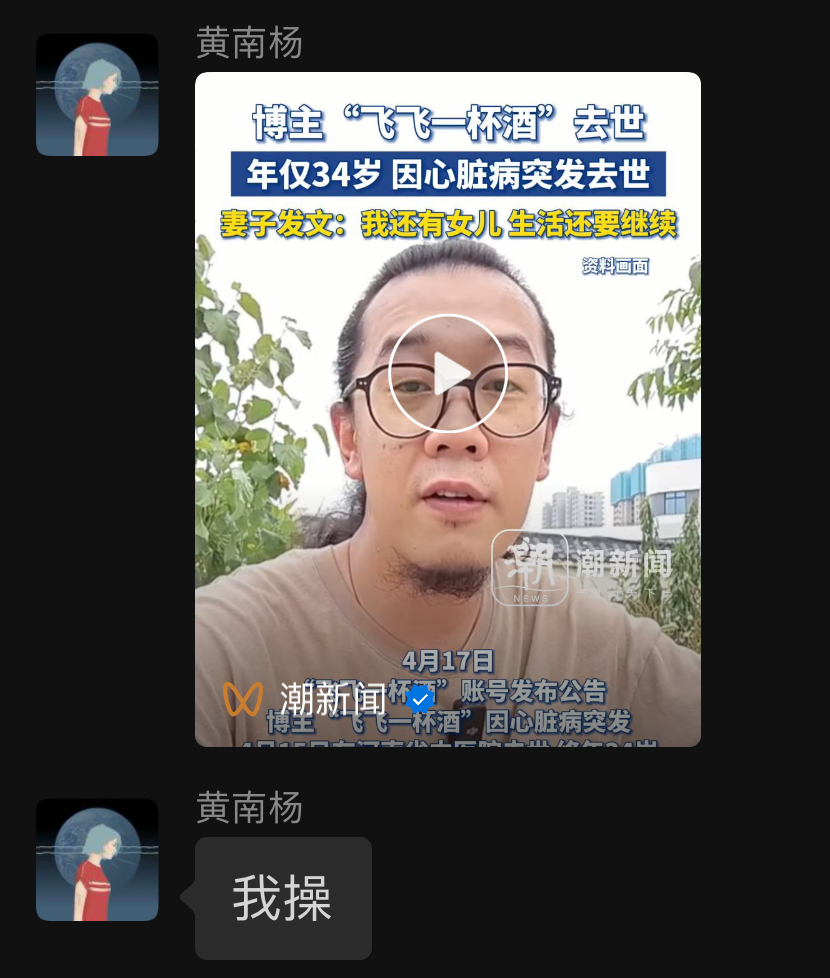 黄南杨
博主“飞飞一杯酒”去世
年仅34岁 因心脏病突发去世
妻子发文：我还有女儿 生活还要继续
资料画面
潮
潮新闻
NEWS
4月17日
“飞飞一杯酒”账号发布公告
潮新闻
博主“飞飞一杯酒”因心脏病突发
黄南杨
我操